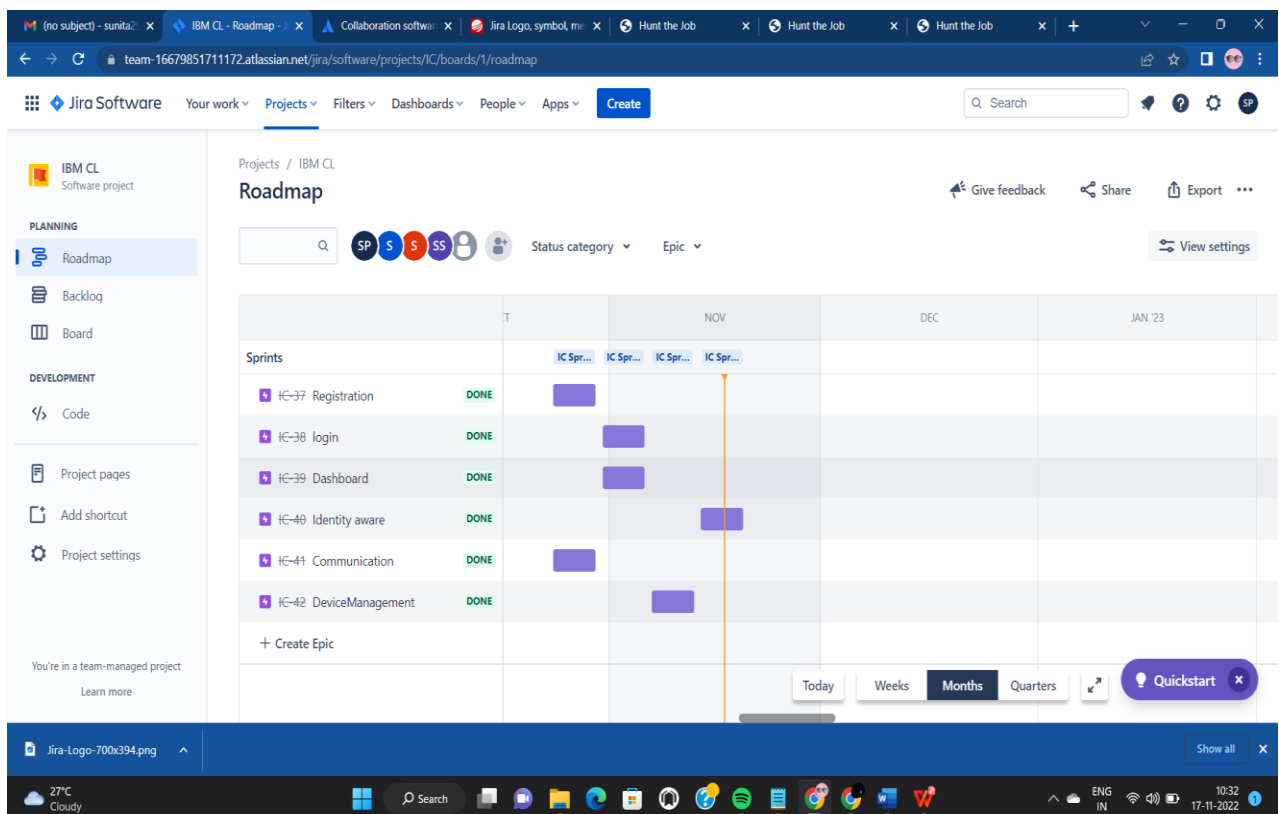 (no subject) - sunita2
IBM CL - Roadmap - J
Collaboration softwar
Jira Logo, symbol, me
Hunt the Job
Hunt the Job
Hunt the Job
team-16679851711172.atlassian.net/jira/software/projects/IC/boards/1/roadmap
Jira Software Your work Projects Filters Dashboards People Apps Create Search SP
IBM CL
Software project
PLANNING
Roadmap
Backlog
Board
DEVELOPMENT
Code
Project pages
Add shortcut
Project settings
You're in a team-managed project
Learn more
Projects / IBM CL
Roadmap
Give feedback Share Export
SP S S SS Status category Epic View settings
T NOV DEC JAN '23
Sprints IC Spr... IC Spr... IC Spr... IC Spr...
IC-37 Registration DONE
IC-38 login DONE
IC-39 Dashboard DONE
IC-40 Identity aware DONE
IC-41 Communication DONE
IC-42 DeviceManagement DONE
+ Create Epic
Today Weeks Months Quarters Quickstart
Jira-Logo-700x394.png Show all
27°C
Cloudy
Search
ENG
IN
10:32
17-11-2022
1